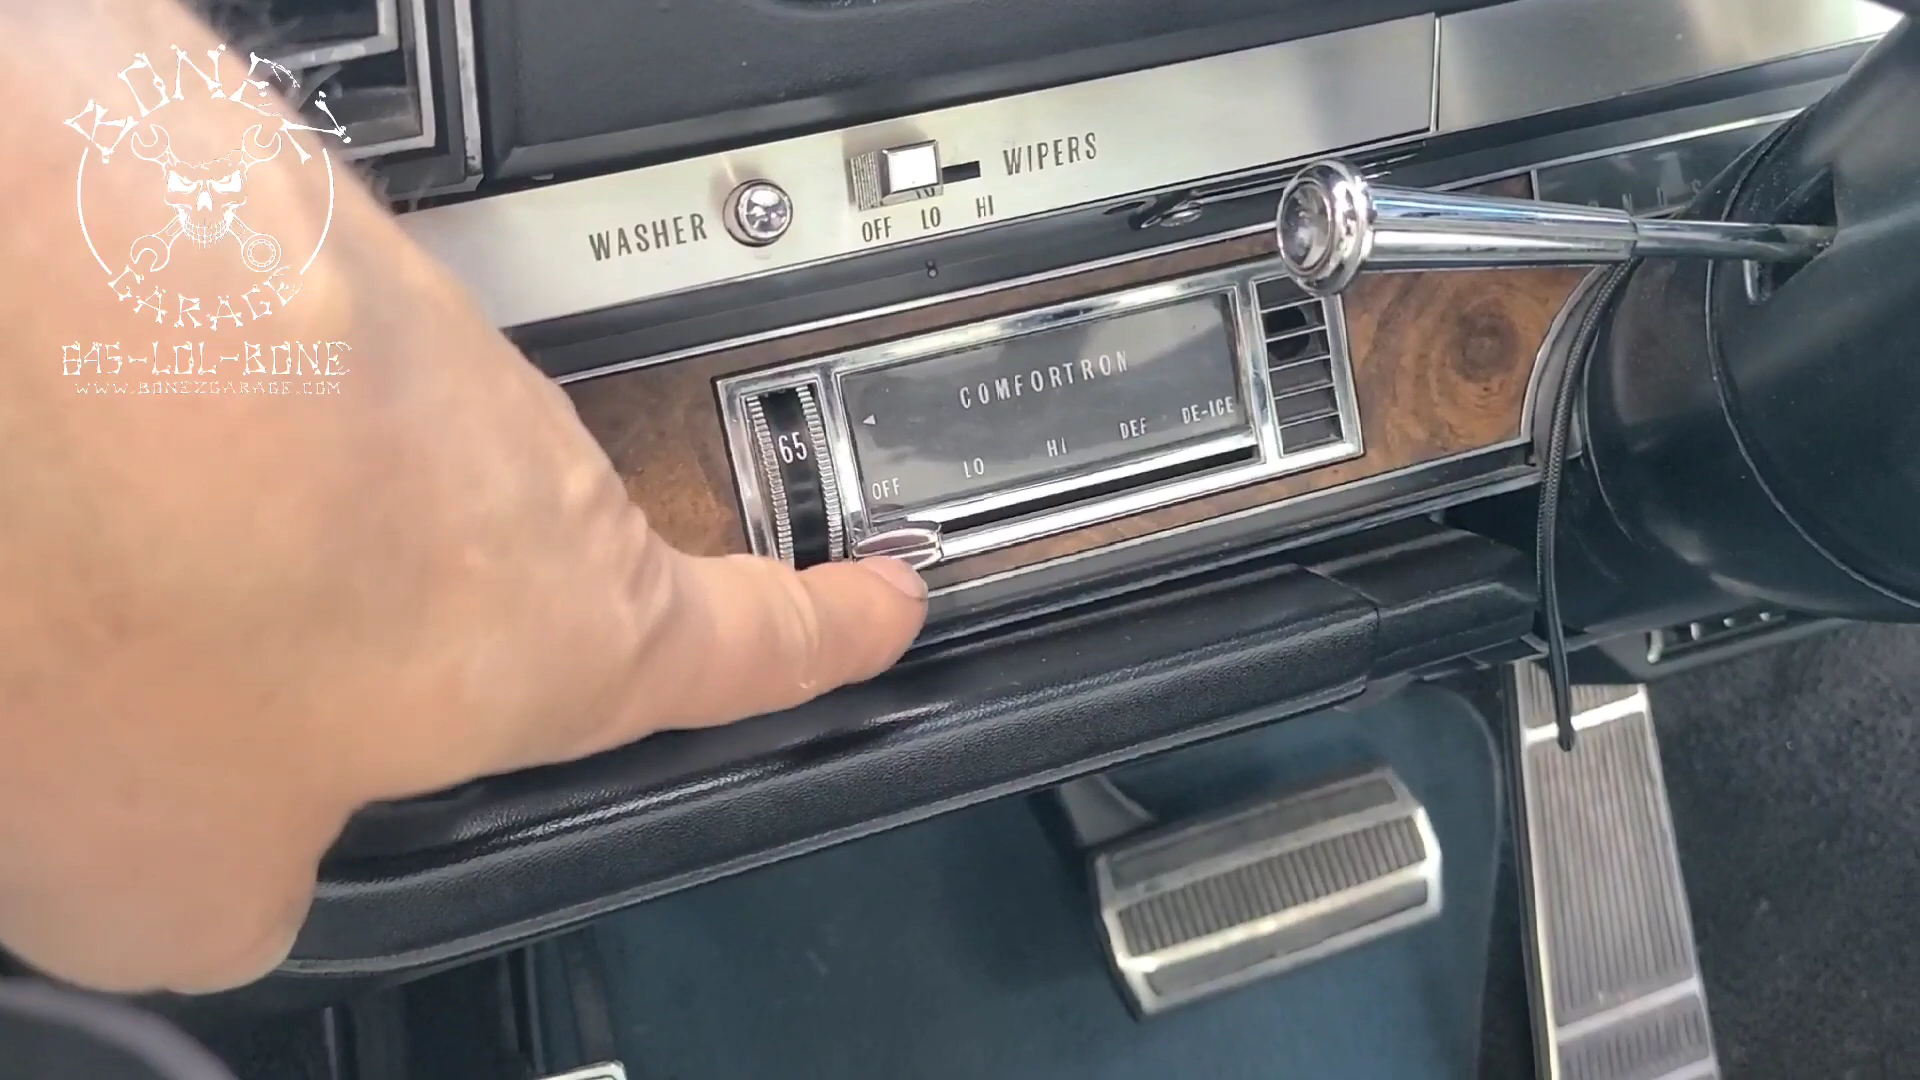 BONEZ
GARAGE
845-LOL-BONE
WWW.BONEZGARAGE.COM
WASHER
WIPERS
OFF LO HI
COMFORTRON
65
OFF LO HI DEF DE-ICE